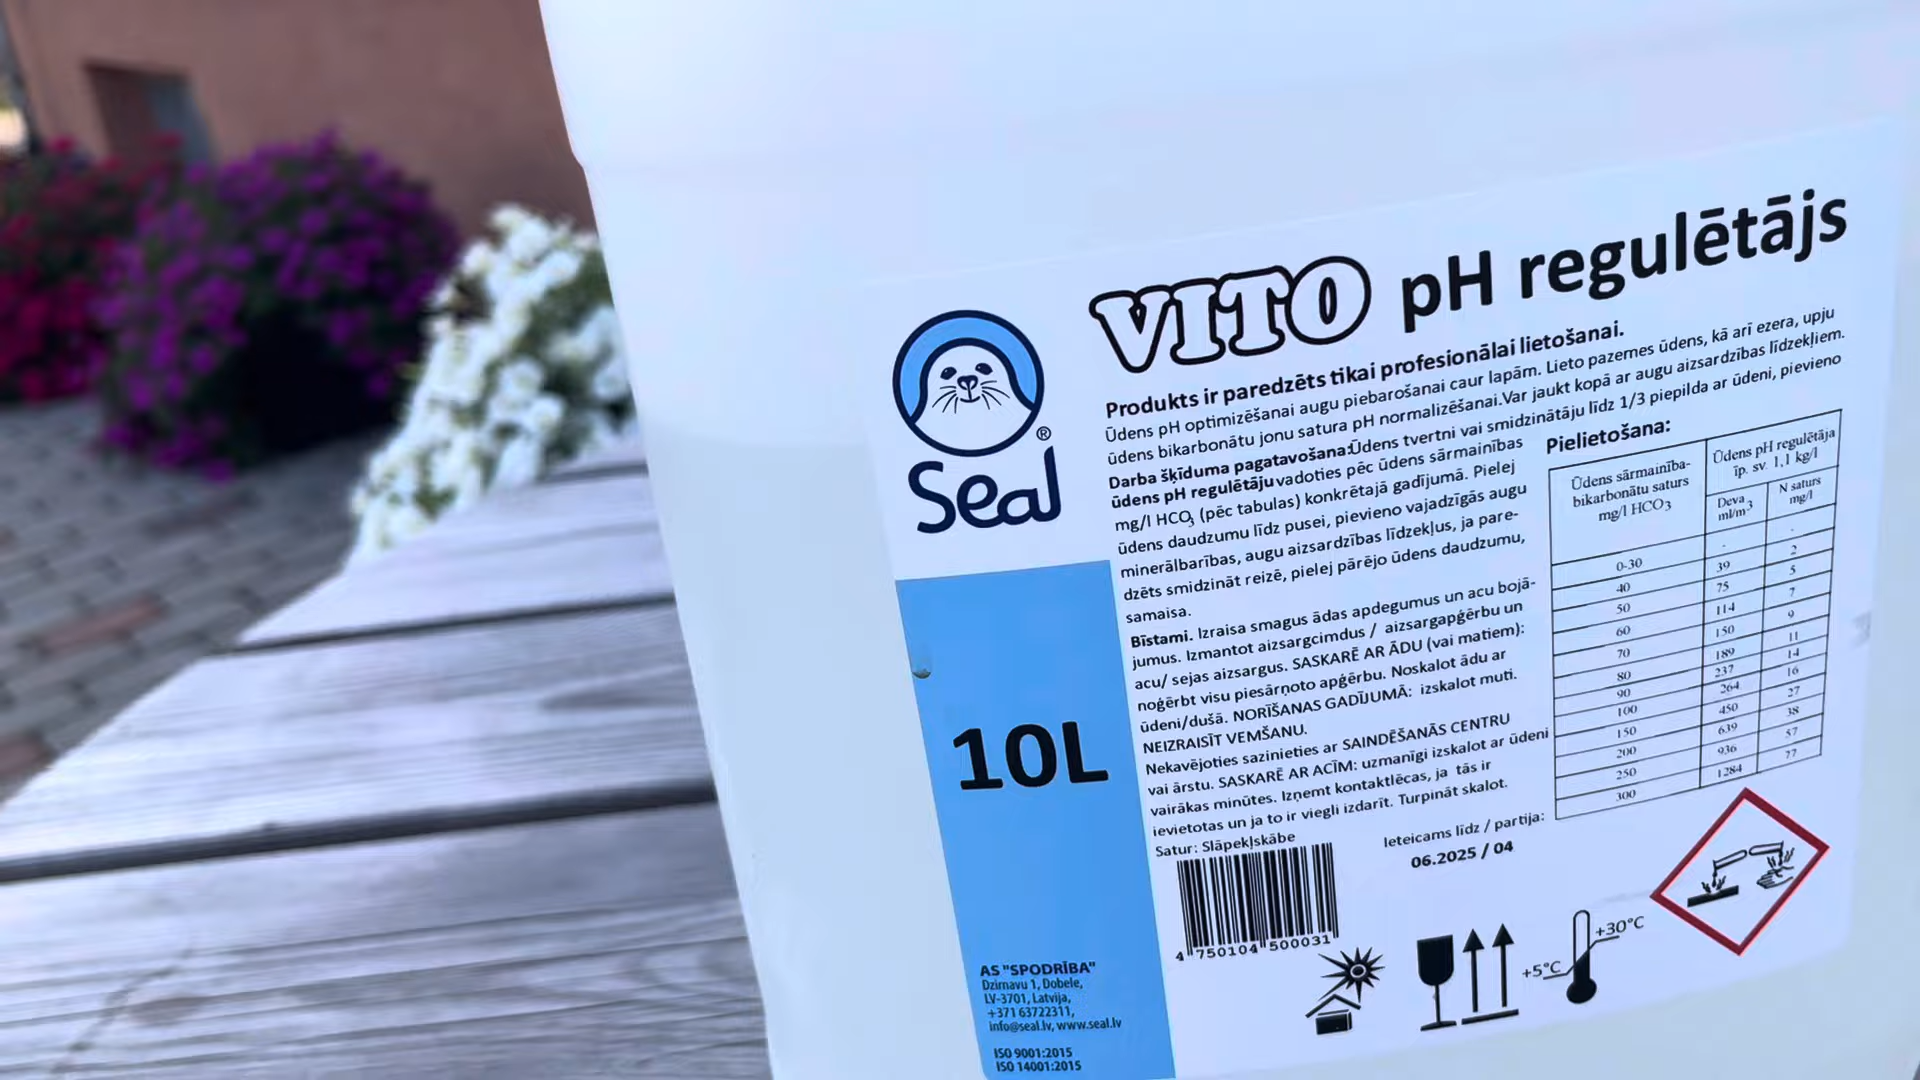 VITO pH regulētājs
Produkts ir paredzēts tikai profesionālai lietošanai.
Ūdens pH optimizēšanai augu piebarošanai caur lapām. Lieto pazemes ūdens, kā arī ezera, upju
ūdens bikarbonātu jonu satura pH normalizēšanai.Var jaukt kopā ar augu aizsardzības līdzekļiem.
Darba šķīduma pagatavošana:Ūdens tvertni vai smidzinātāju līdz 1/3 piepilda ar ūdeni, pievieno
ūdens pH regulētāju vadoties pēc ūdens sārmainības
mg/l HCO3 (pēc tabulas) konkrētajā gadījumā. Pielej
ūdens daudzumu līdz pusei, pievieno vajadzīgās augu
minerālbarības, augu aizsardzības līdzekļus, ja pare-
dzēts smidzināt reizē, pielej pārējo ūdens daudzumu,
samaisa.
Bīstami. Izraisa smagus ādas apdegumus un acu bojā-
jumus. Izmantot aizsargcimdus / aizsargapģērbu un
acu/ sejas aizsargus. SASKARĒ AR ĀDU (vai matiem):
noģērbt visu piesārņoto apģērbu. Noskalot ādu ar
ūdeni/dušā. NORĪŠANAS GADĪJUMĀ: izskalot muti.
NEIZRAISĪT VEMŠANU.
Nekavējoties sazinieties ar SAINDĒŠANĀS CENTRU
vai ārstu. SASKARĒ AR ACĪM: uzmanīgi izskalot ar ūdeni
vairākas minūtes. Izņemt kontaktlēcas, ja tās ir
ievietotas un ja to ir viegli izdarīt. Turpināt skalot.
Satur: Slāpekļskābe
Pielietošana:
Ūdens sārmainība-
bikarbonātu saturs
mg/l HCO3
Ūdens pH regulētāja
īp. sv. 1,1 kg/l
Deva
ml/m3
N saturs
mg/l
0-30 - -
40 39 2
50 75 5
60 114 7
70 150 9
80 189 11
90 237 14
100 264 16
150 450 27
200 639 38
250 936 57
300 1284 77
Ieteicams līdz / partija:
06.2025 / 04
4 750104 500031
+5°C
+30°C
Seal®
10L
AS "SPODRĪBA"
Dzirnavu 1, Dobele,
LV-3701, Latvija,
+371 63722311,
info@seal.lv, www.seal.lv
ISO 9001:2015
ISO 14001:2015